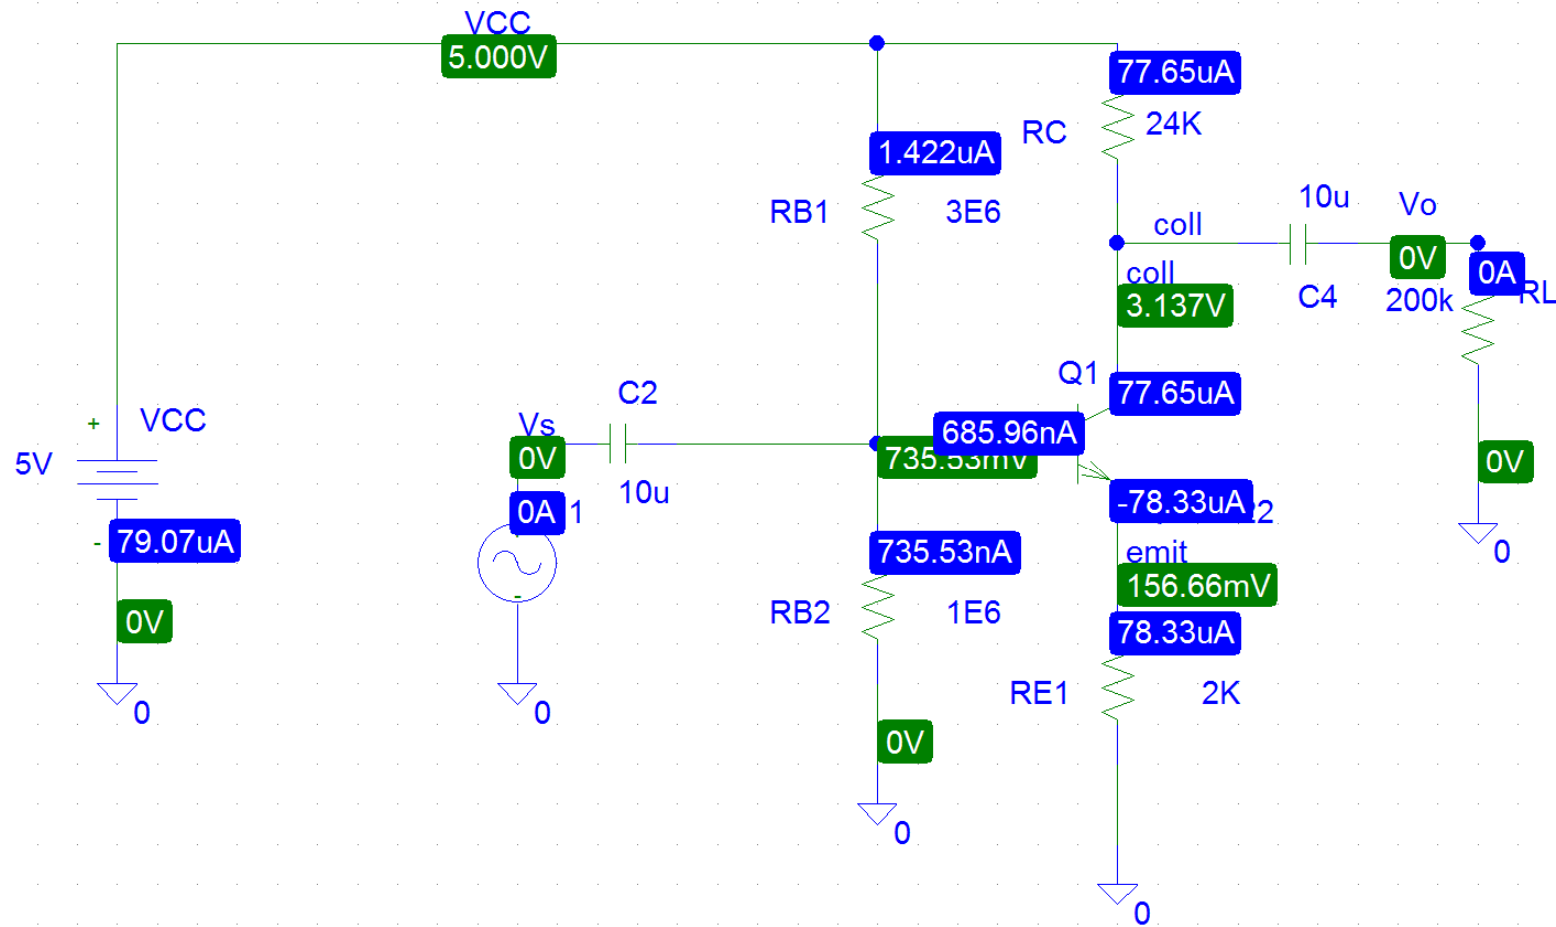 VCC
5.000V
77.65uA
RC
24K
1.422uA
RB1
3E6
10u
Vo
coll
0V
coll
0A
3.137V
C4
200k
RL
Q1
77.65uA
C2
+
VCC
Vs
685.96nA
5V
0V
735.53mV
0V
10u
-78.33uA
22
0A
1
-
79.07uA
735.53nA
emit
0
156.66mV
-
RB2
1E6
0V
78.33uA
RE1
2K
0
0
0V
0
0